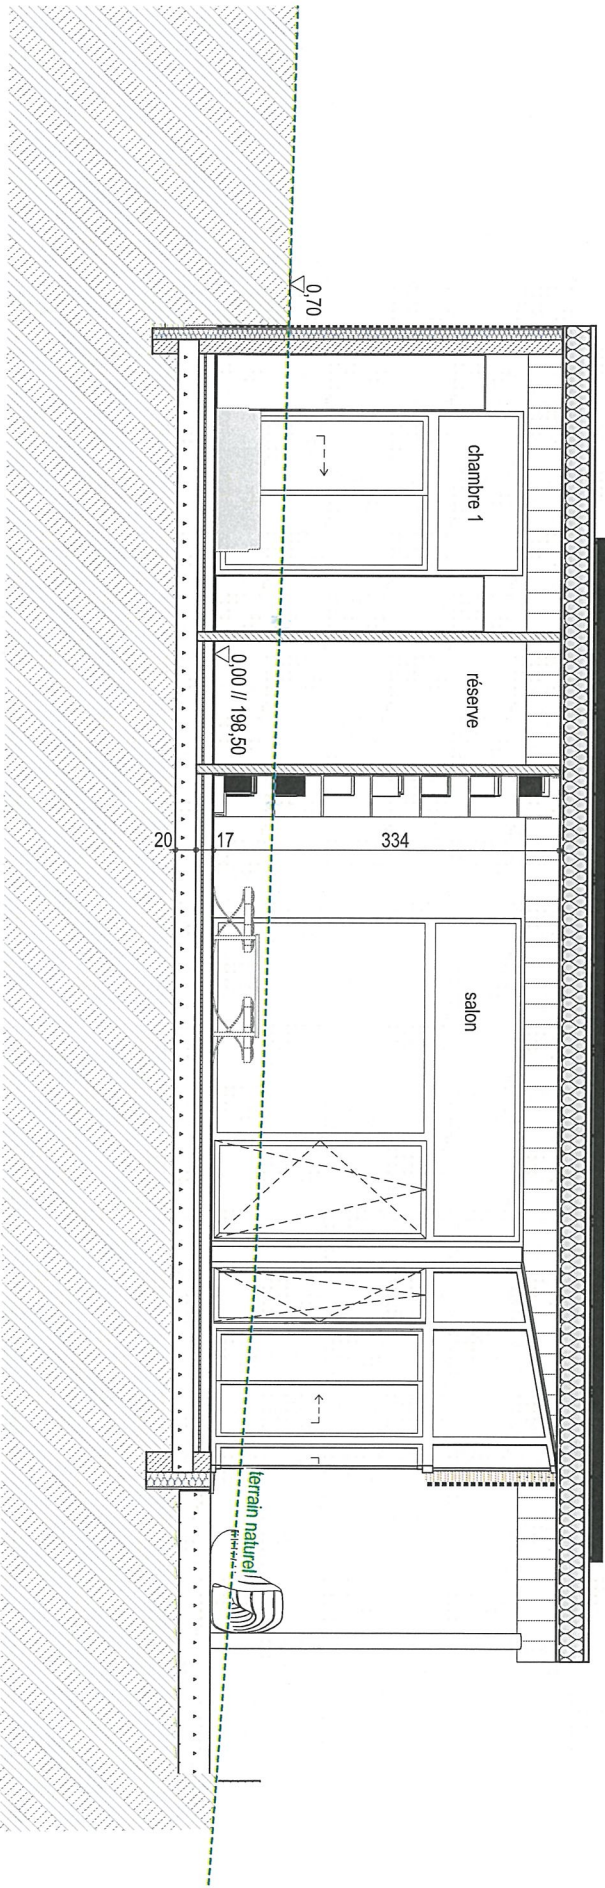 0,70
chambre 1
réserve
0,00 // 198,50
20
17
334
salon
terrain naturel